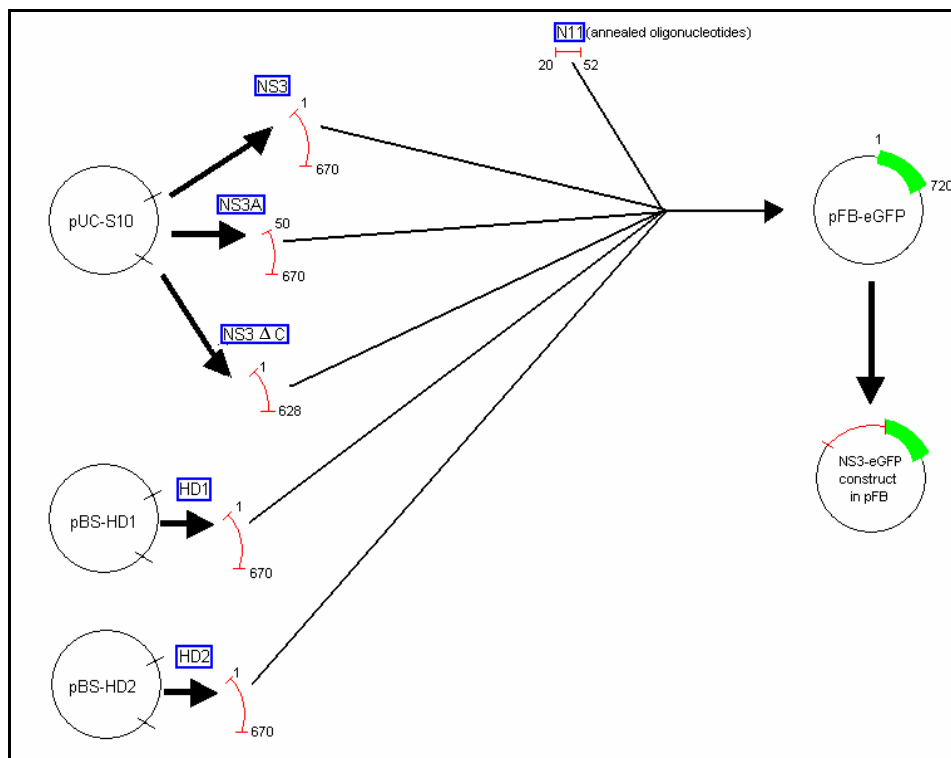 N11 (annealed oligonucleotides)
20 52
NS3
1
670
pUC-S10
NS3A
50
670
NS3 Δ C
1
628
1
720
pFB-eGFP
NS3-eGFP
construct
in pFB
pBS-HD1
HD1
1
670
pBS-HD2
HD2
1
670